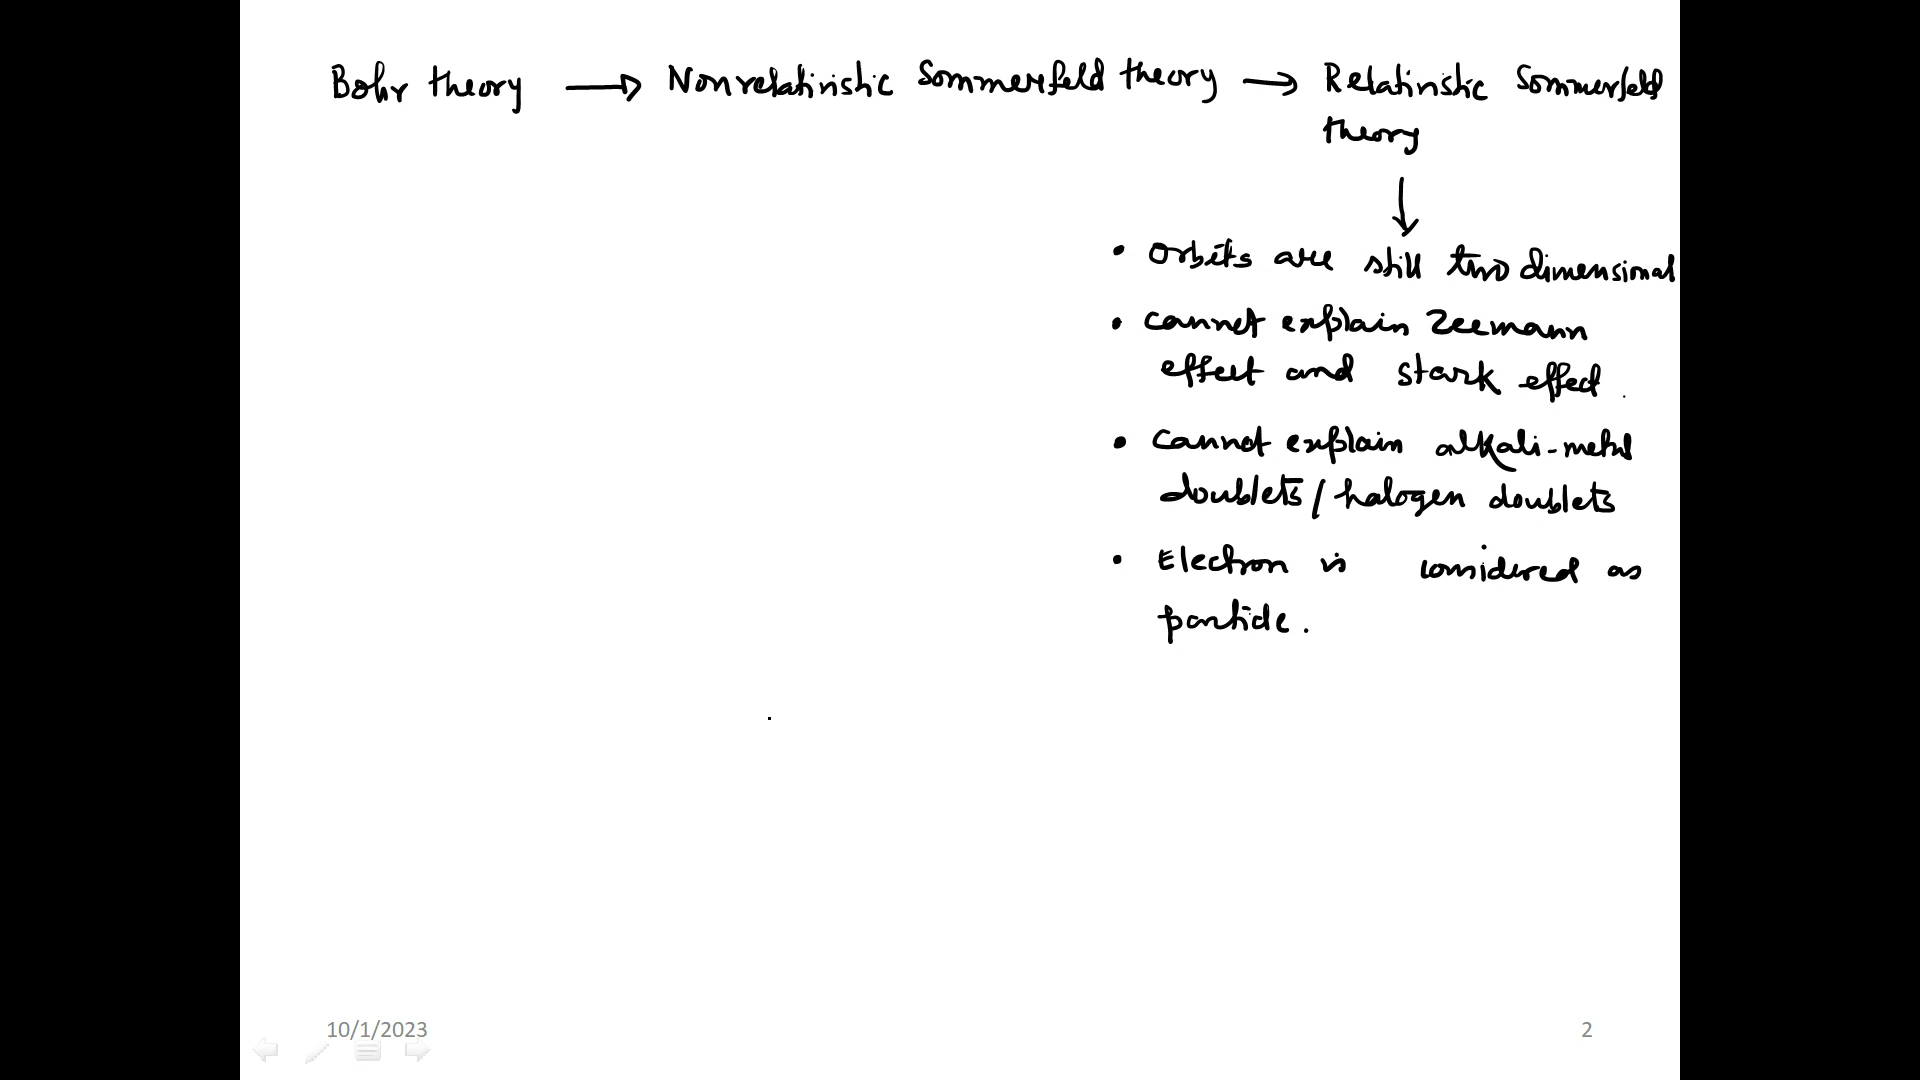 Bohr theory → Nonrelativistic Sommerfeld theory → Relativistic Sommerfeld
theory
↓
• Orbits are still two dimensional
• Cannot explain Zeemann
effect and stark effect.
• Cannot explain alkali-metal
doublets/halogen doublets
• Electron is considered as
particle.
10/1/2023
2